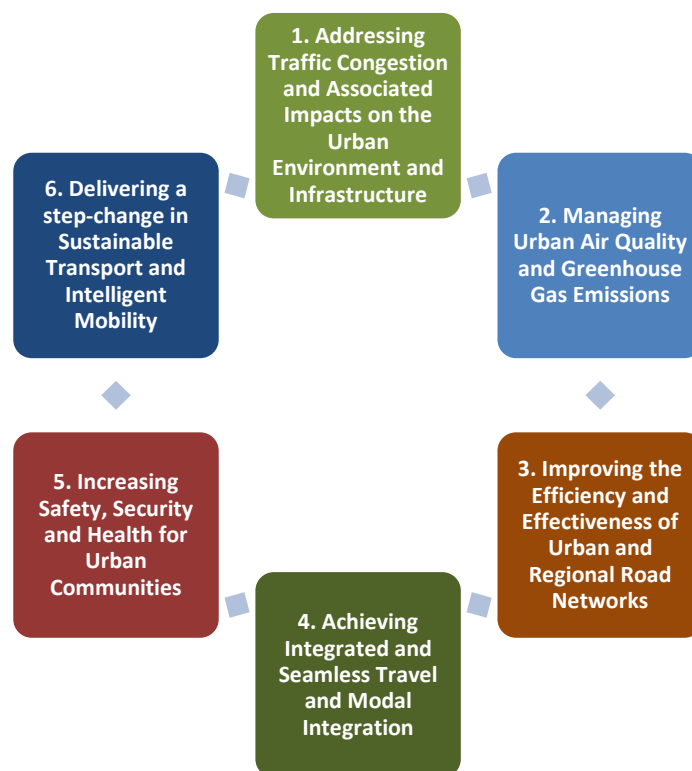 1. Addressing
Traffic Congestion
and Associated
Impacts on the
Urban
Environment and
Infrastructure
2. Managing
Urban Air Quality
and Greenhouse
Gas Emissions
3. Improving the
Efficiency and
Effectiveness of
Urban and
Regional Road
Networks
4. Achieving
Integrated and
Seamless Travel
and Modal
Integration
5. Increasing
Safety, Security
and Health for
Urban
Communities
6. Delivering a
step-change in
Sustainable
Transport and
Intelligent
Mobility